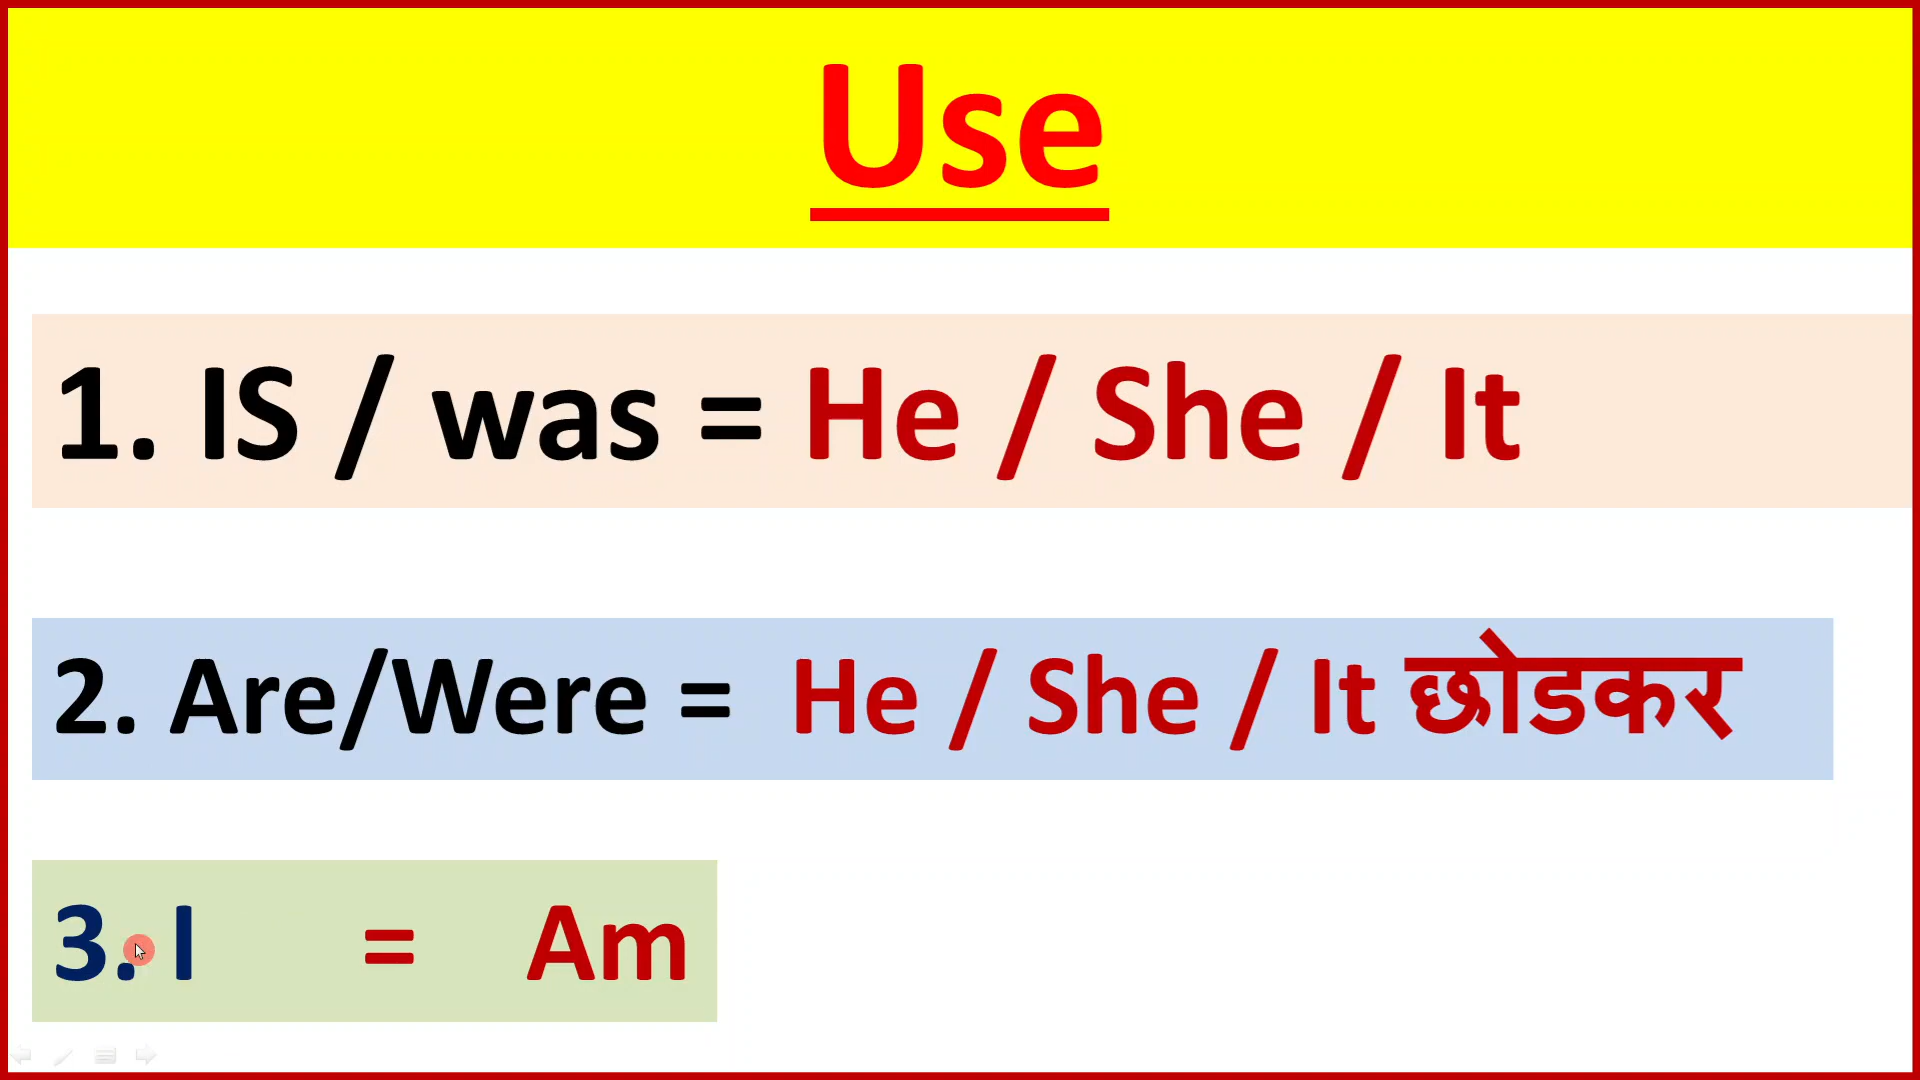 Use
1. IS / was = He / She / It
2. Are/Were = He / She / It छोडकर
3. I = Am